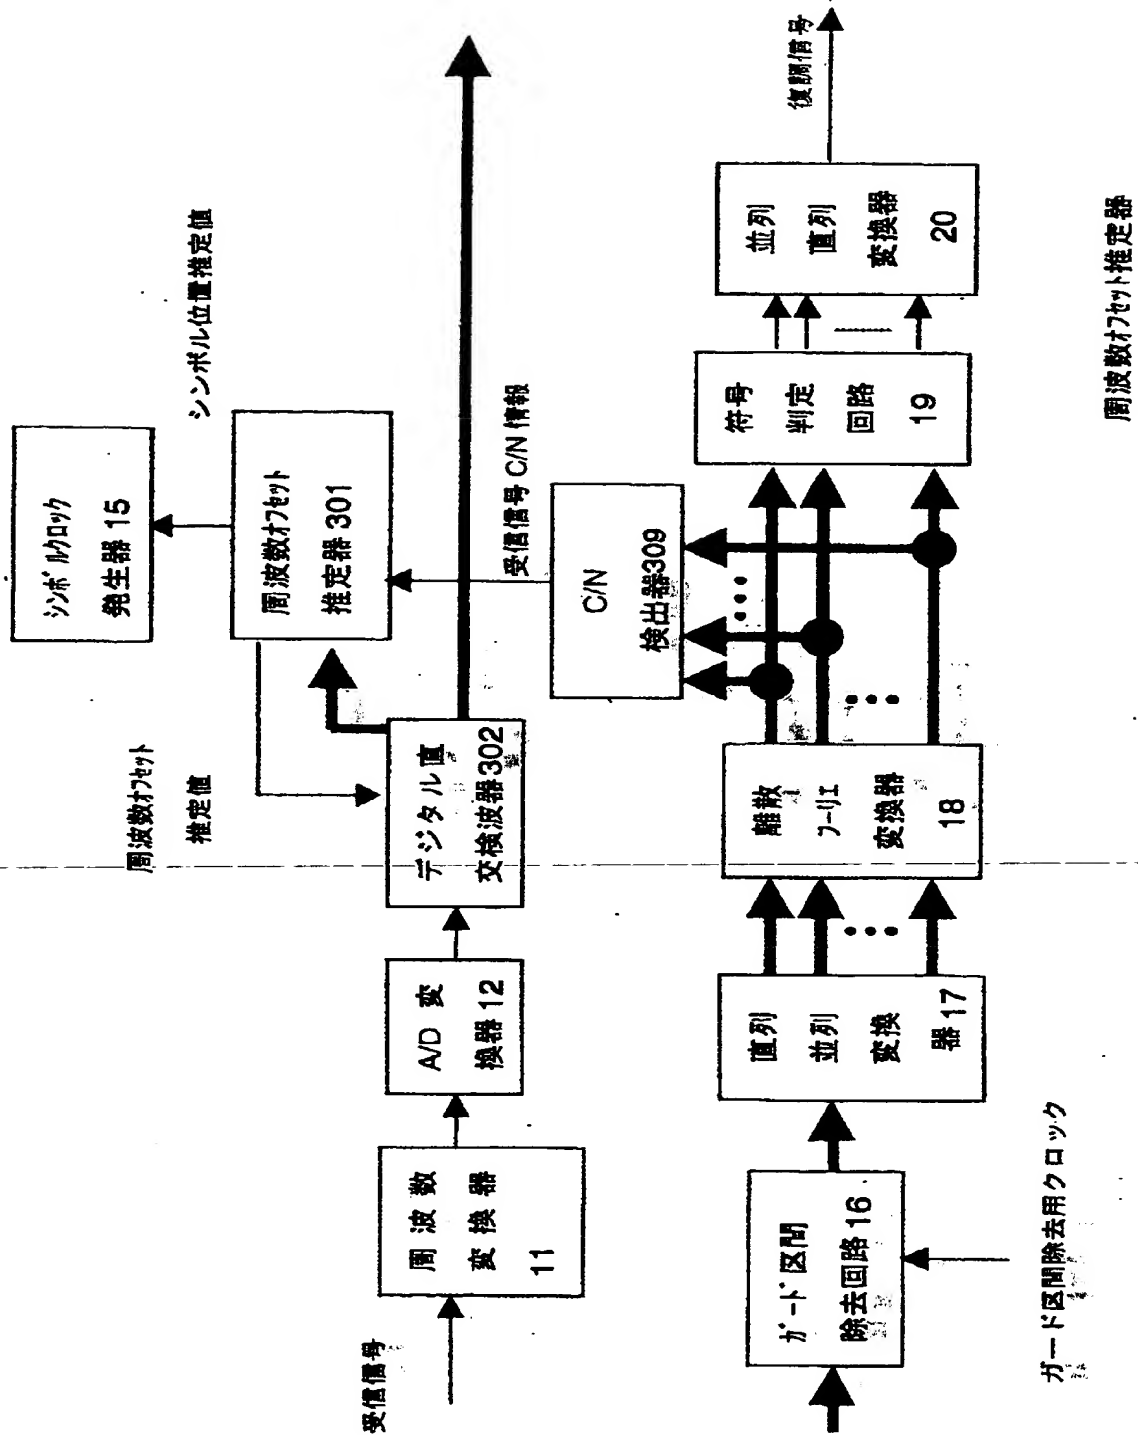 受信信号
周波数
変換器
11
A/D 変
換器12
デジタル直
交検波器302
周波数オフセット
推定値
周波数オフセット
推定器301
シンボル位置推定値
シンボルクロック
発生器15
受信信号 C/N 情報
C/N
検出器309
ガード区間
除去回路16
ガード区間除去用クロック
直列
並列
変換
器17
離散
フーリエ
変換器
18
符号
判定
回路
19
並列
直列
変換器
20
復調信号
周波数オフセット推定器